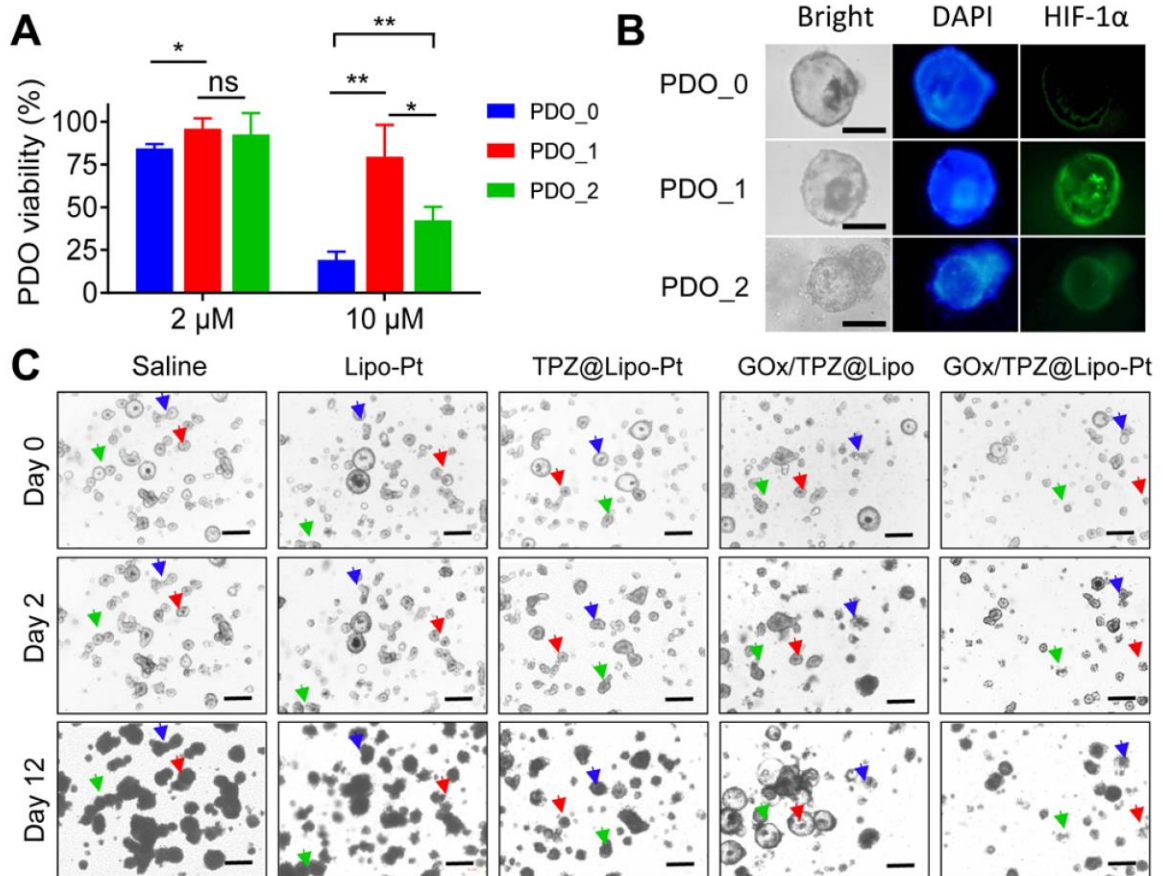 A
PDO viability (%)
100
75
50
25
0
*
ns
**
**
*
2 µM
10 µM
PDO_0
PDO_1
PDO_2
B
Bright DAPI HIF-1α
PDO_0
PDO_1
PDO_2
C
Saline Lipo-Pt TPZ@Lipo-Pt GOx/TPZ@Lipo GOx/TPZ@Lipo-Pt
Day 0
Day 2
Day 12